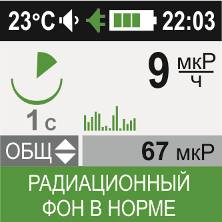 23°C 22:03
9 мкР/ч
1 с
ОБЩ 67 мкР
РАДИАЦИОННЫЙ
ФОН В НОРМЕ